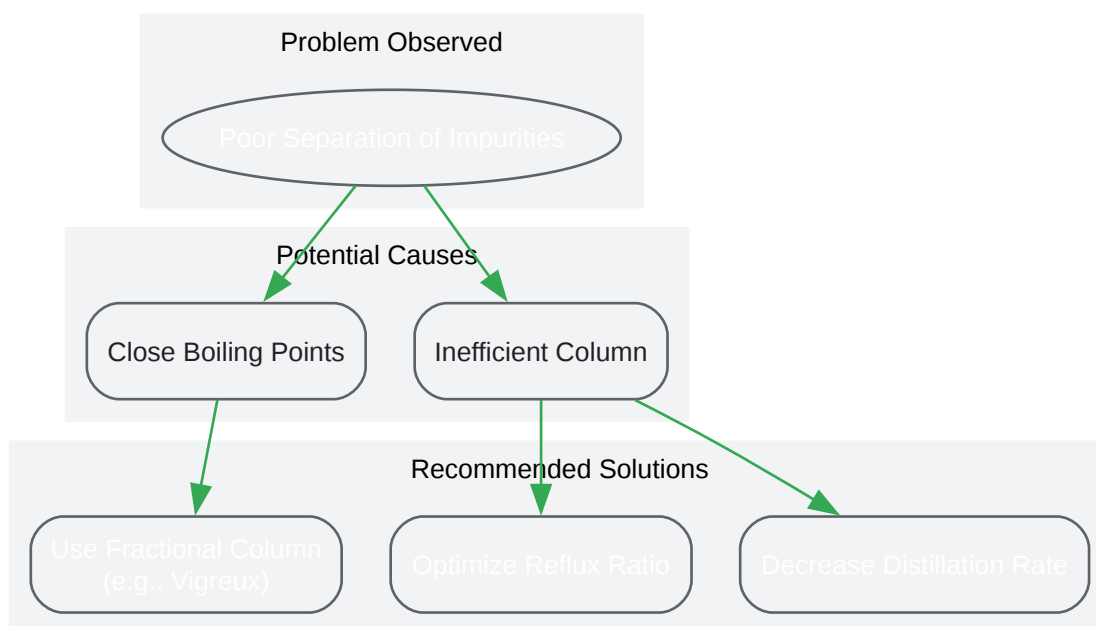 Problem Observed
Poor Separation of Impurities
Potential Causes
Close Boiling Points
Inefficient Column
Recommended Solutions
Use Fractional Column
(e.g., Vigreux)
Optimize Reflux Ratio
Decrease Distillation Rate